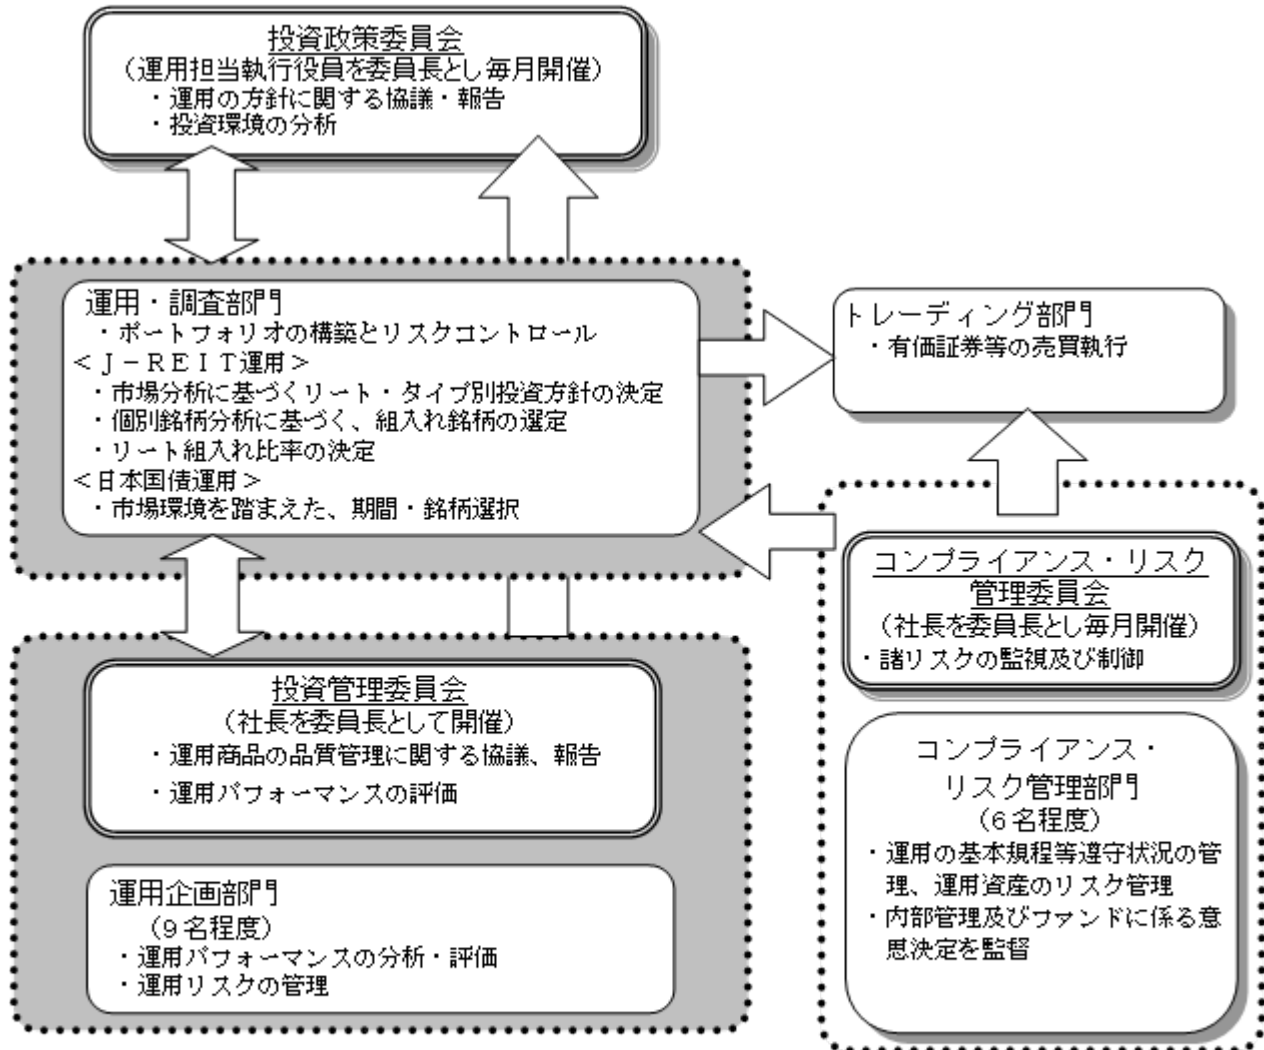 投資政策委員会
（運用担当執行役員を委員長とし毎月開催）
・運用の方針に関する協議・報告
・投資環境の分析
運用・調査部門
・ポートフォリオの構築とリスクコントロール
＜Ｊ－ＲＥＩＴ運用＞
・市場分析に基づくリート・タイプ別投資方針の決定
・個別銘柄分析に基づく、組入れ銘柄の選定
・リート組入れ比率の決定
＜日本国債運用＞
・市場環境を踏まえた、期間・銘柄選択
トレーディング部門
・有価証券等の売買執行
コンプライアンス・リスク
管理委員会
（社長を委員長とし毎月開催）
・諸リスクの監視及び制御
コンプライアンス・
リスク管理部門
（６名程度）
・運用の基本規程等遵守状況の管
理、運用資産のリスク管理
・内部管理及びファンドに係る意
思決定を監督
投資管理委員会
（社長を委員長として開催）
・運用商品の品質管理に関する協議、報告
・運用パフォーマンスの評価
運用企画部門
（９名程度）
・運用パフォーマンスの分析・評価
・運用リスクの管理